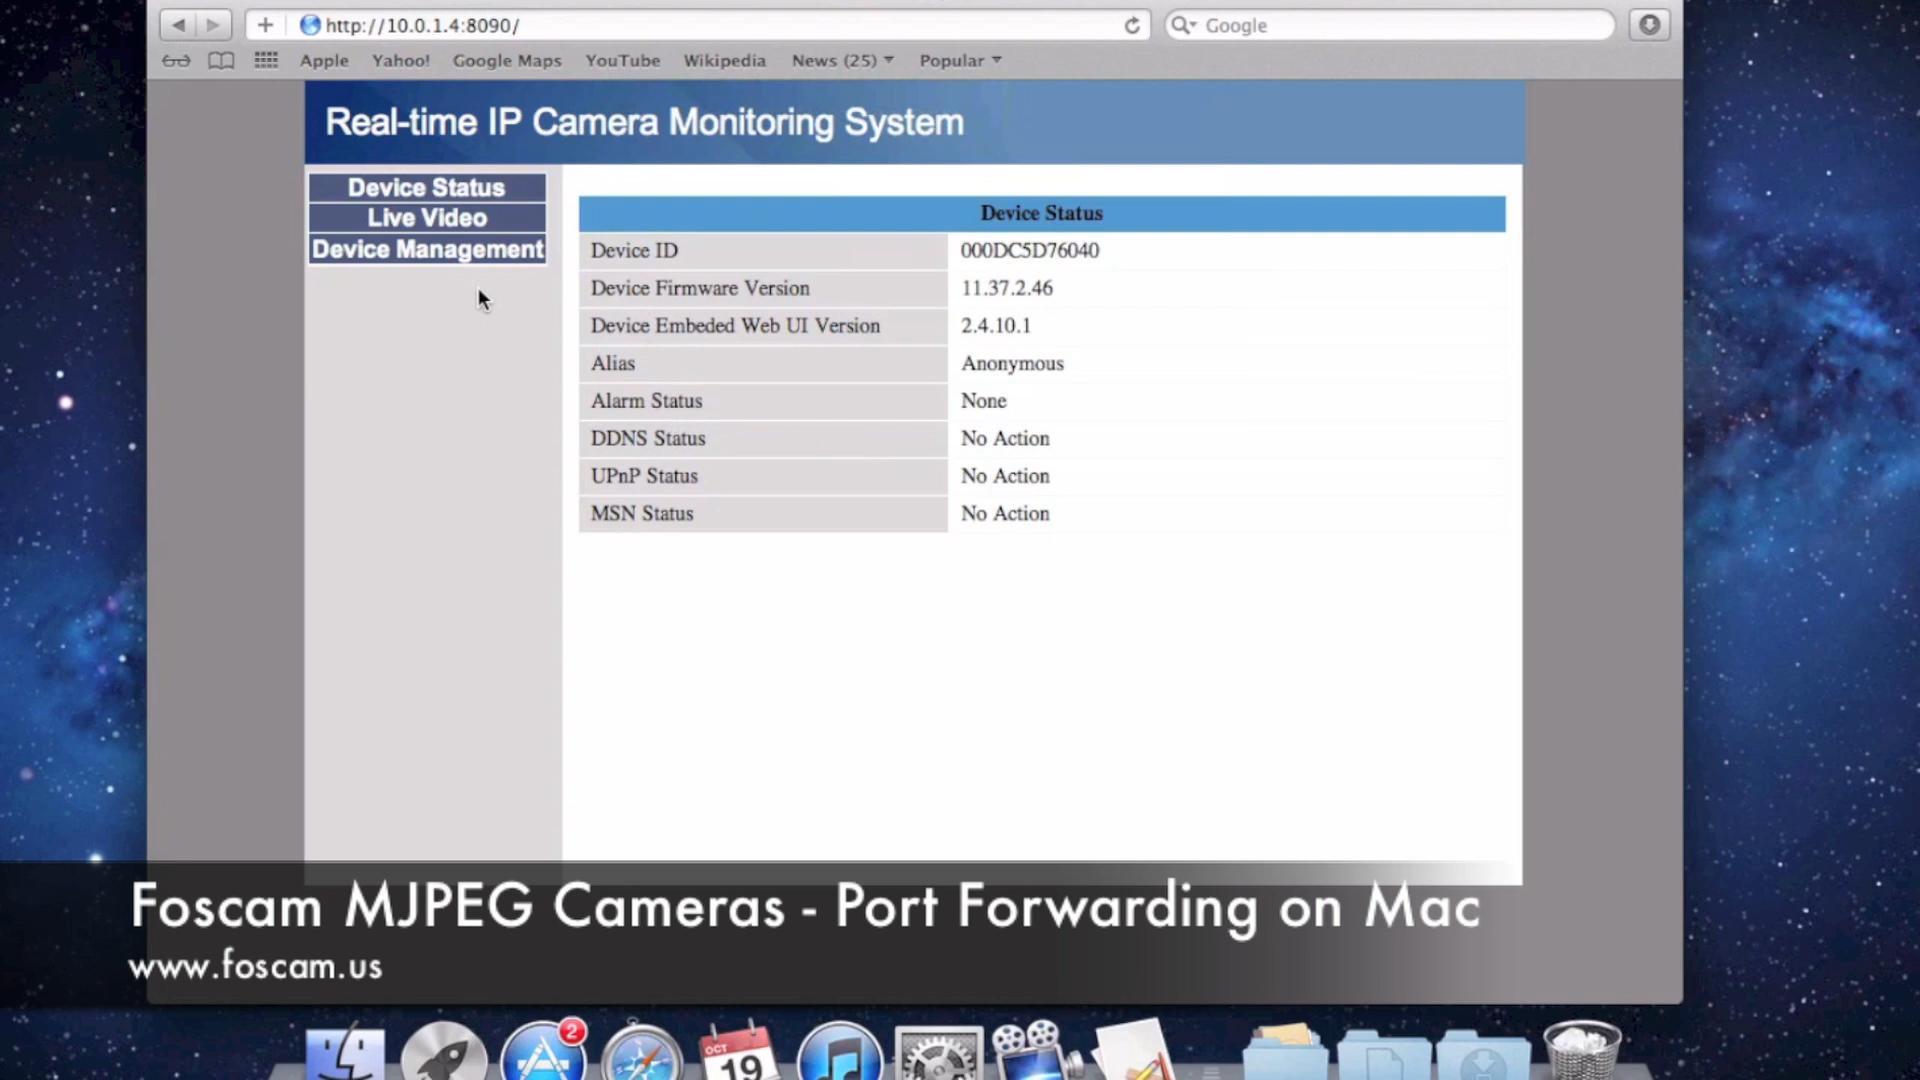 http://10.0.1.4:8090/
Google
Apple Yahoo! Google Maps YouTube Wikipedia News (25) Popular
Real-time IP Camera Monitoring System
Device Status
Live Video
Device Management
Device Status
Device ID 000DC5D76040
Device Firmware Version 11.37.2.46
Device Embeded Web UI Version 2.4.10.1
Alias Anonymous
Alarm Status None
DDNS Status No Action
UPnP Status No Action
MSN Status No Action
Foscam MJPEG Cameras - Port Forwarding on Mac
www.foscam.us
2
OCT
19